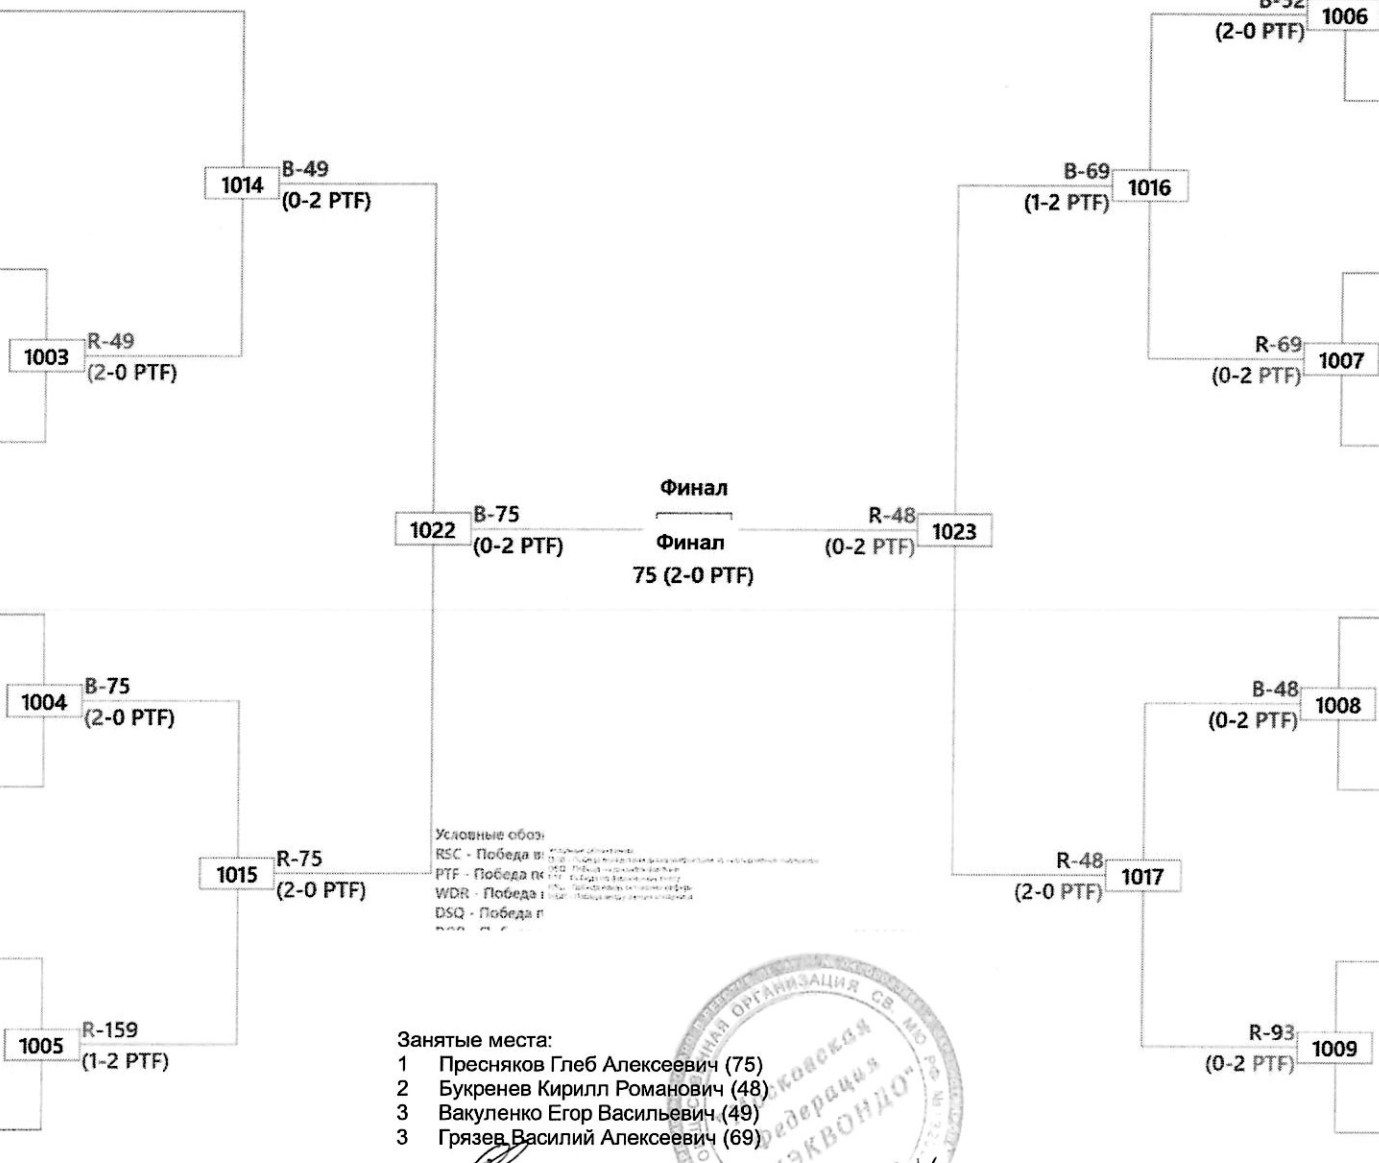 1006
(2-0 PTF)
B-49
1014
(0-2 PTF)
B-69
1016
(1-2 PTF)
R-49
1003
(2-0 PTF)
R-69
1007
(0-2 PTF)
Финал
B-75
1022
(0-2 PTF)
R-48
1023
(0-2 PTF)
Финал
75 (2-0 PTF)
B-75
1004
(2-0 PTF)
B-48
1008
(0-2 PTF)
Условные
RSC - Победа
PTF - Победа
WDR - Победа
DSQ - Победа
R-75
1015
(2-0 PTF)
R-48
1017
(2-0 PTF)
R-159
1005
(1-2 PTF)
R-93
1009
(0-2 PTF)
Занятые места:
1 Пресняков Глеб Алексеевич (75)
2 Букренев Кирилл Романович (48)
3 Вакуленко Егор Васильевич (49)
3 Грязев Василий Алексеевич (69)
ОРГАНИЗАЦИЯ
Московская
федерация